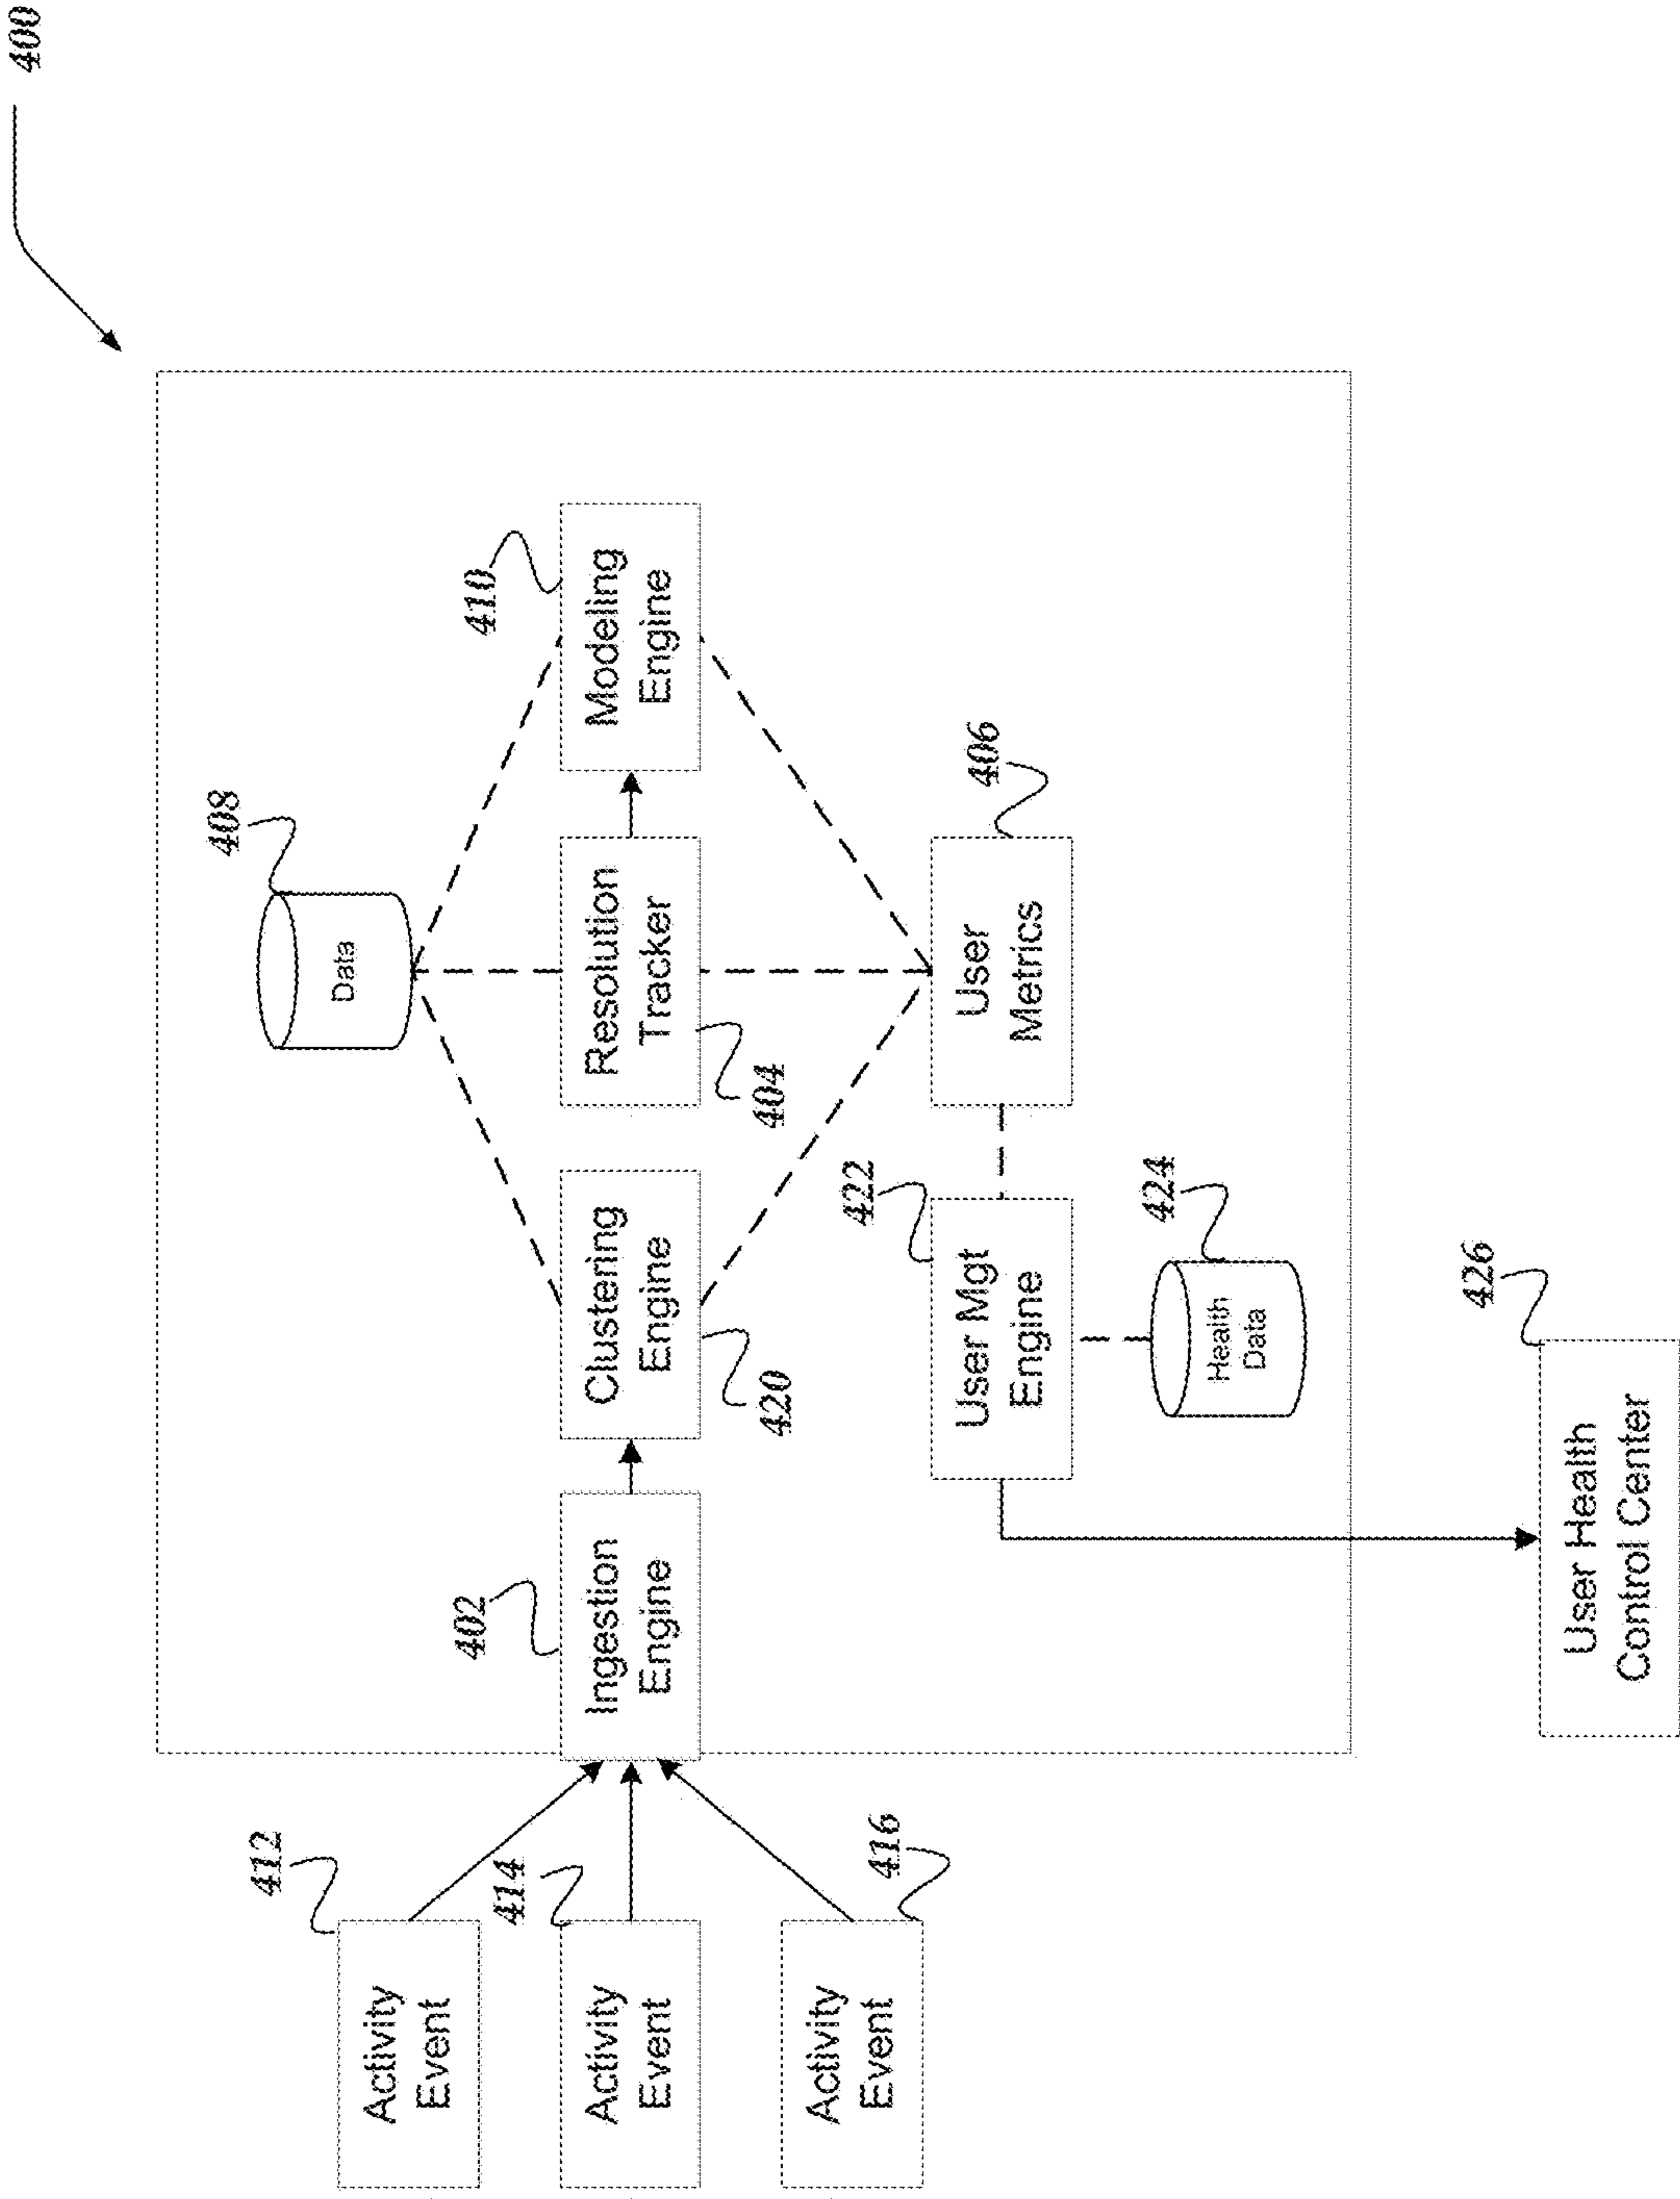 400
408
Data
410
412
402
Activity
Event
Ingestion
Engine
Clustering
Engine
Resolution
Tracker
Modeling
Engine
414
Activity
Event
420
404
406
416
422
Activity
Event
User Mgt
Engine
User
Metrics
424
Health
Data
426
User Health
Control Center